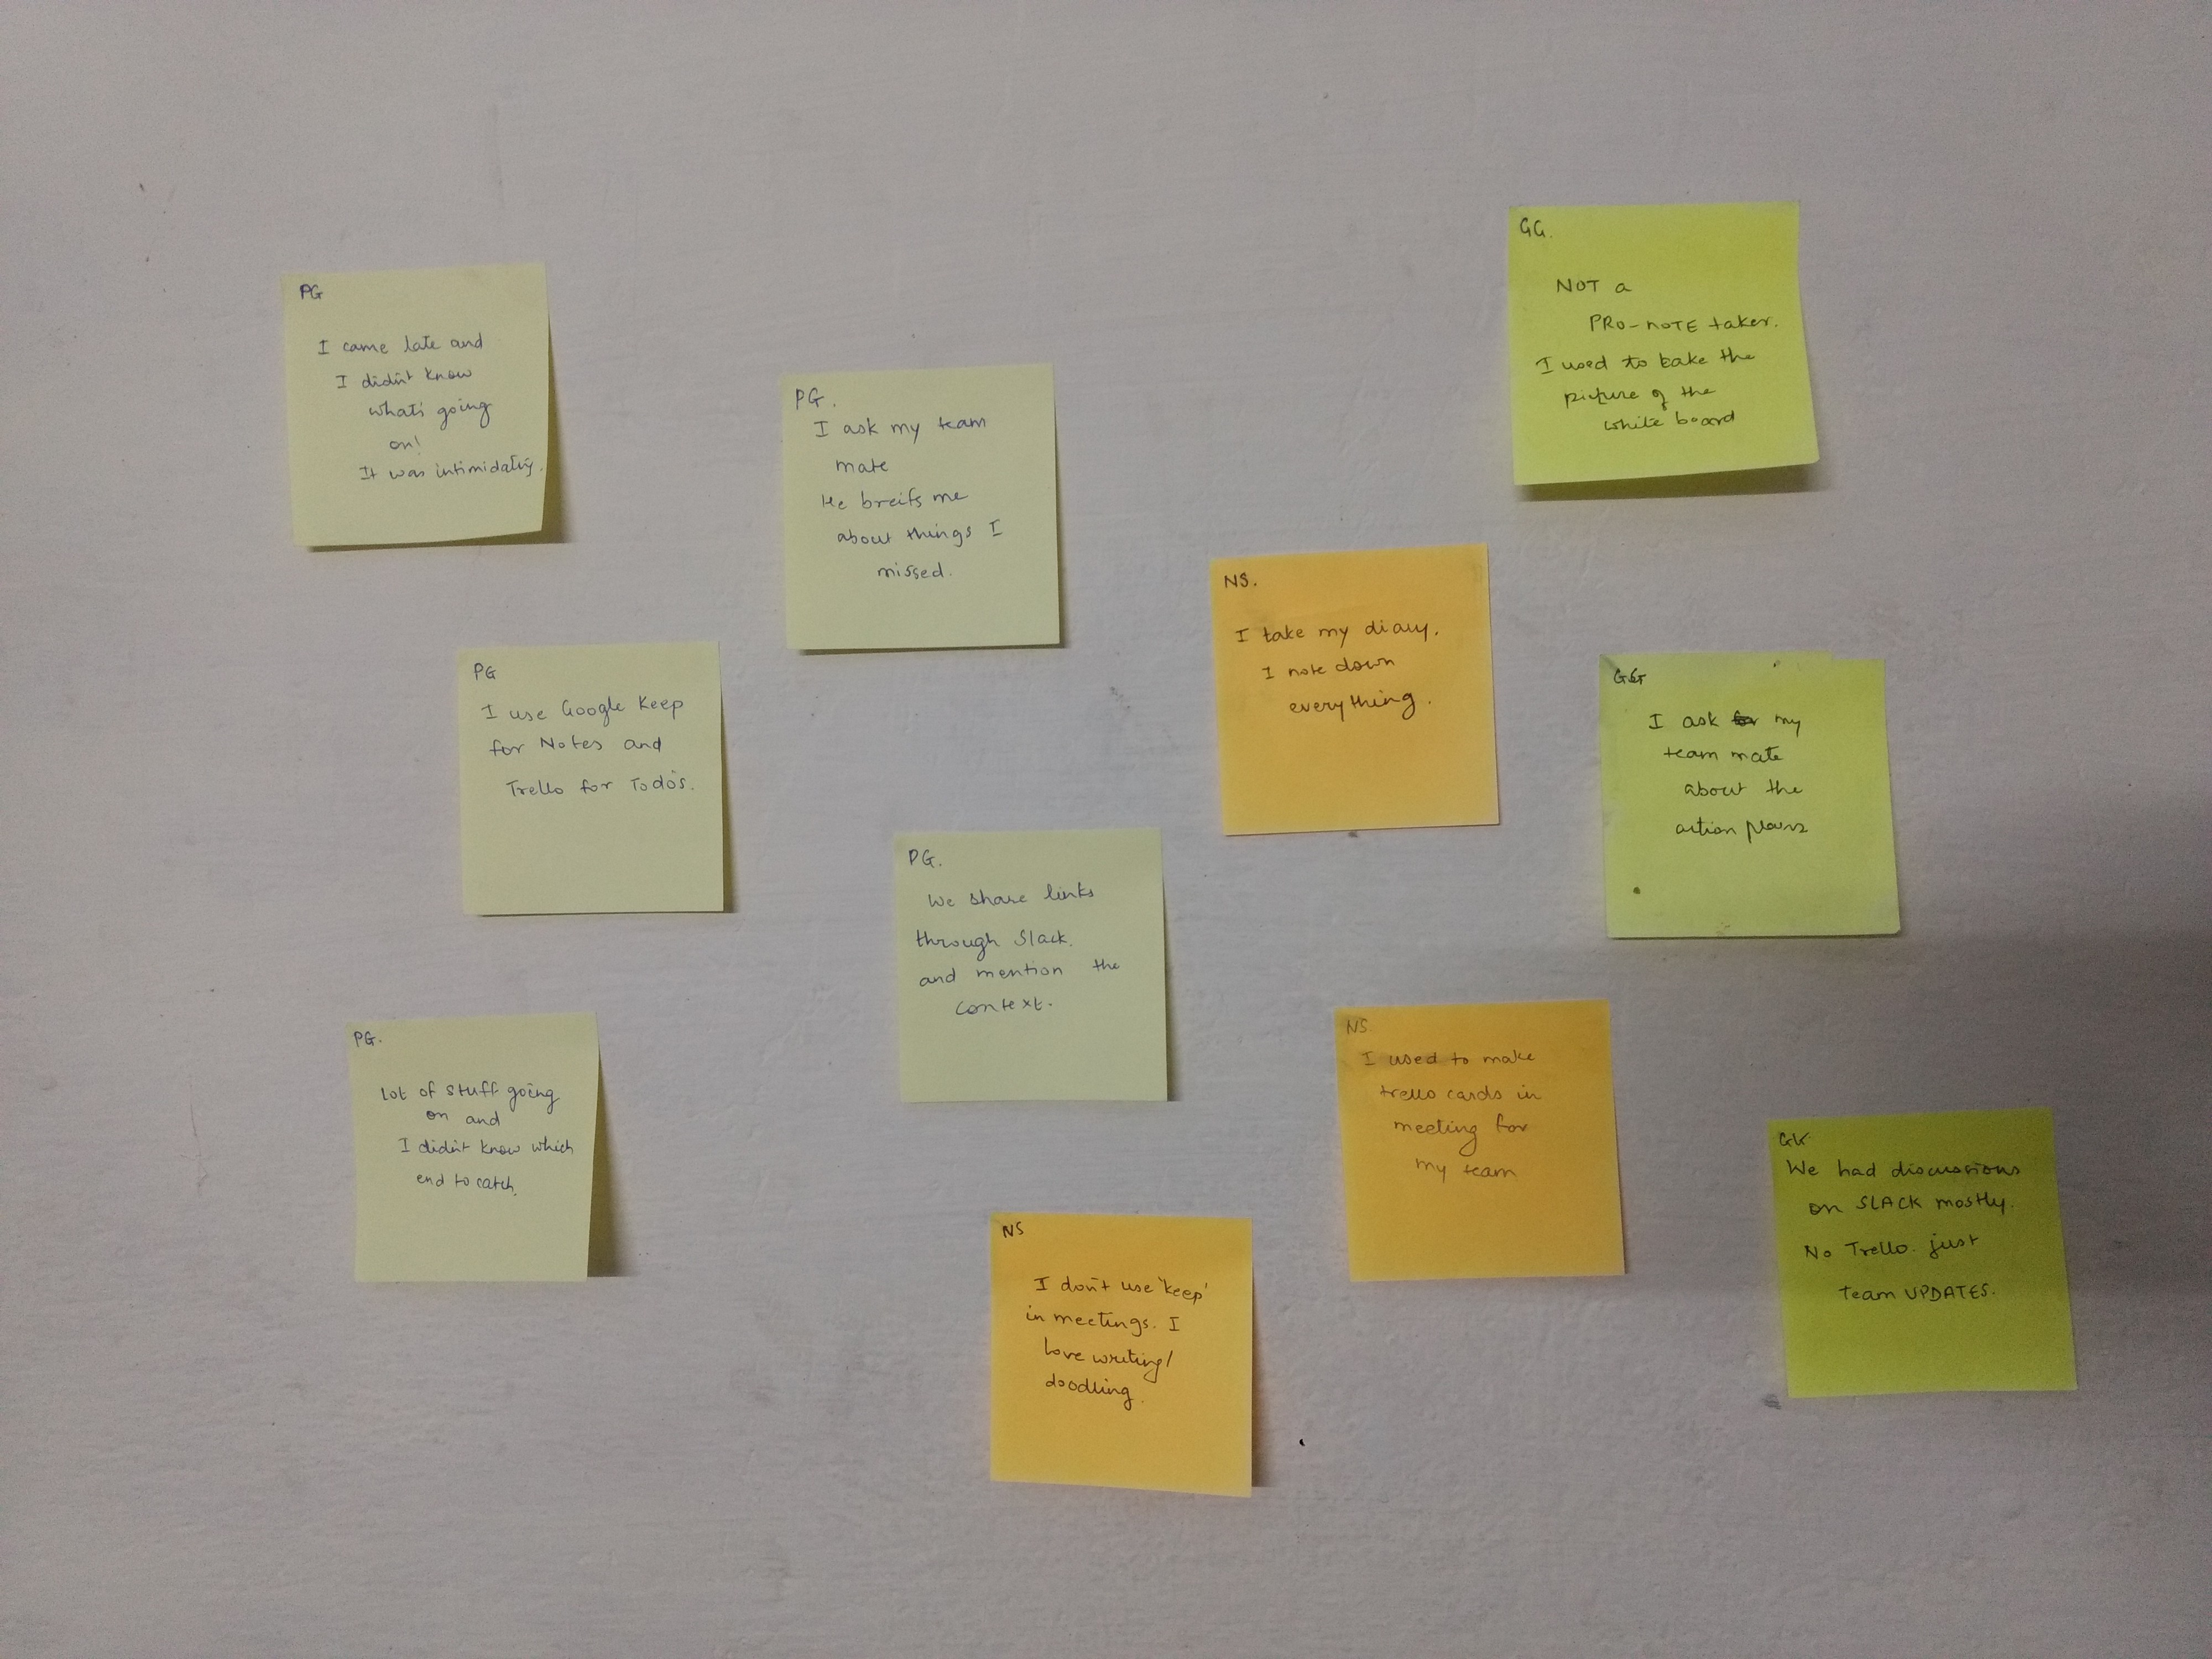 PG
I came late and
I didn't know
what's going
on!
It was intimidating.
PG.
I ask my team
mate
He breifs me
about things I
missed.
GG.
NOT a
PRO-NOTE taker.
I used to take the
picture of the
white board
PG
I use Google Keep
for Notes and
Trello for Todo's.
NS.
I take my diary.
I note down
everything.
GG
I ask my
team mate
about the
action plans
PG.
We share links
through Slack.
and mention the
context.
PG.
Lot of stuff going
on and
I didn't know which
end to catch.
NS
I used to make
trello cards in
meeting for
my team
We had discussions
on SLACK mostly.
No Trello. just
team UPDATES.
NS
I don't use 'keep'
in meetings. I
love writing/
doodling.